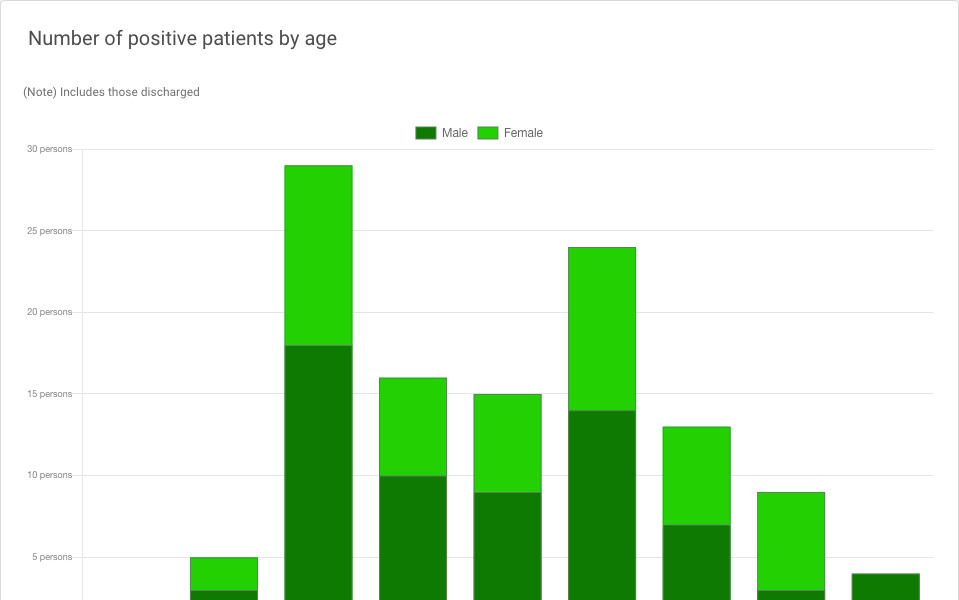 Number of positive patients by age
(Note) Includes those discharged
Male Female
30 persons
25 persons
20 persons
15 persons
10 persons
5 persons